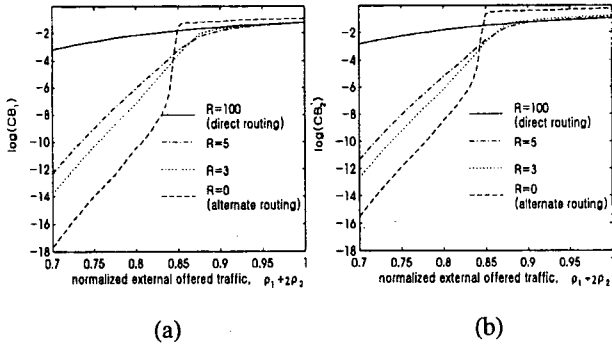 log(CB₁)
-2
-4
-6
-8
-10
-12
-14
-16
-18
R=100
(direct routing)
R=5
R=3
R=0
(alternate routing)
0.7 0.75 0.8 0.85 0.9 0.95 1
normalized external offered traffic, ρ₁+2ρ₂
(a)
log(CB₂)
-2
-4
-6
-8
-10
-12
-14
-16
-18
R=100
(direct routing)
R=5
R=3
R=0
(alternate routing)
0.7 0.75 0.8 0.85 0.9 0.95 1
normalized external offered traffic, ρ₁+2ρ₂
(b)